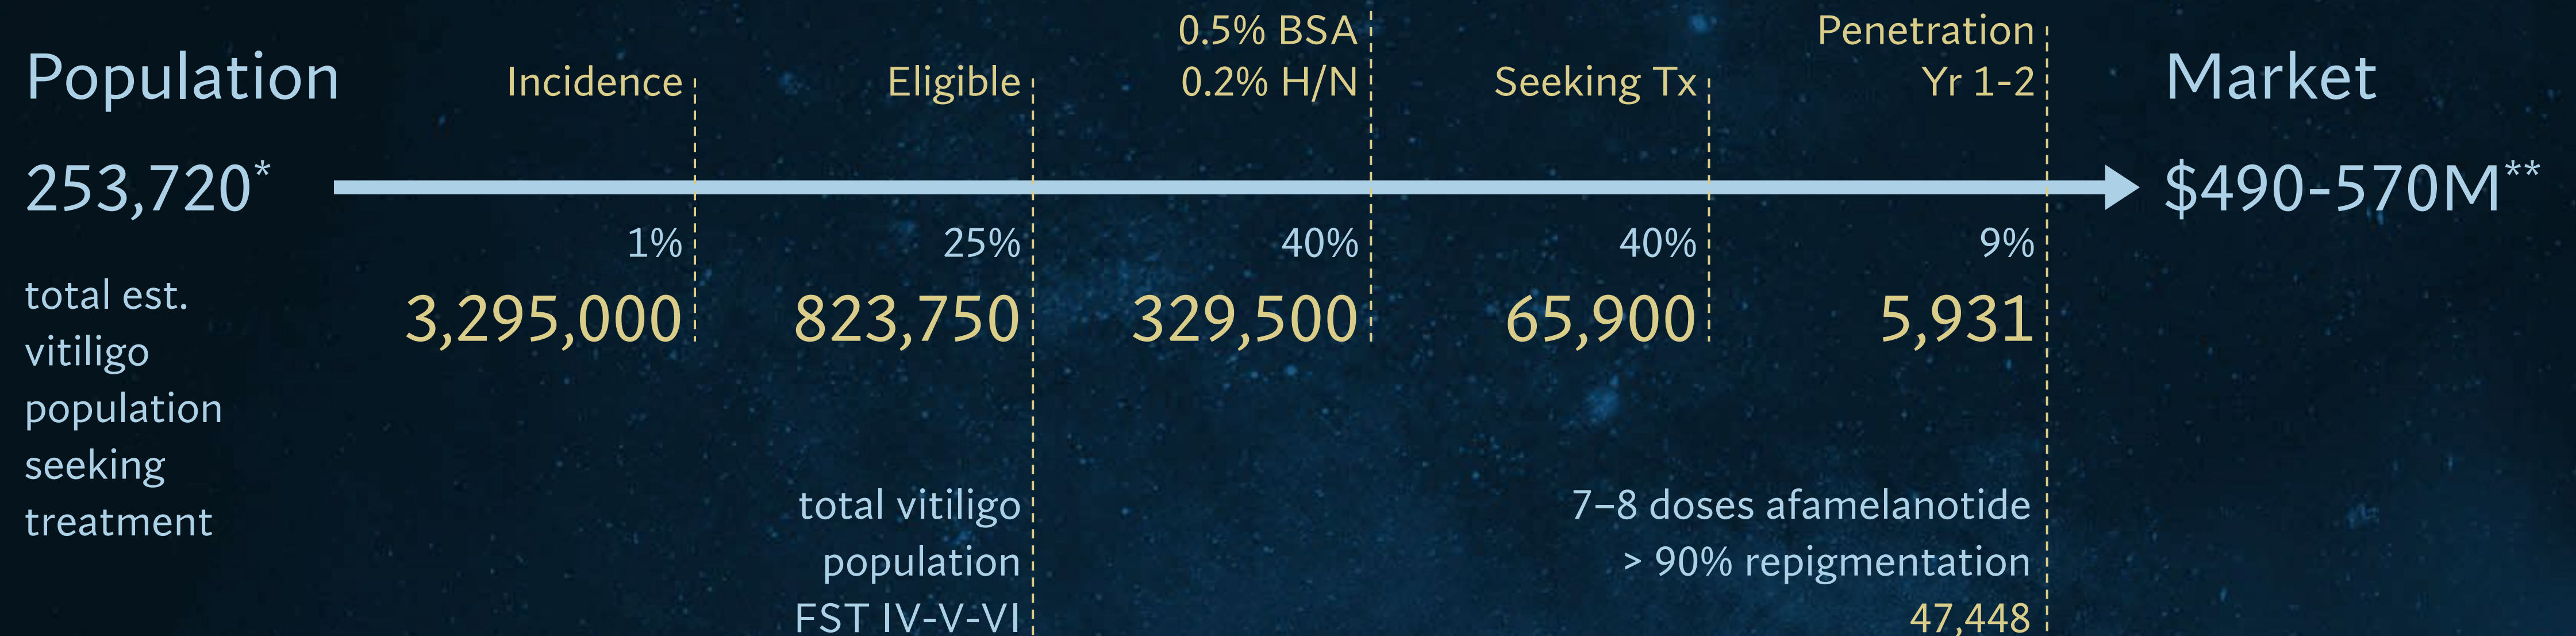 Population
253,720*
total est.
vitiligo
population
seeking
treatment
Incidence
1%
3,295,000
Eligible
25%
823,750
total vitiligo
population
FST IV-V-VI
0.5% BSA
0.2% H/N
40%
329,500
Seeking Tx
40%
65,900
Penetration
Yr 1-2
9%
5,931
7–8 doses afamelanotide
> 90% repigmentation
47,448
Market
$490-570M**